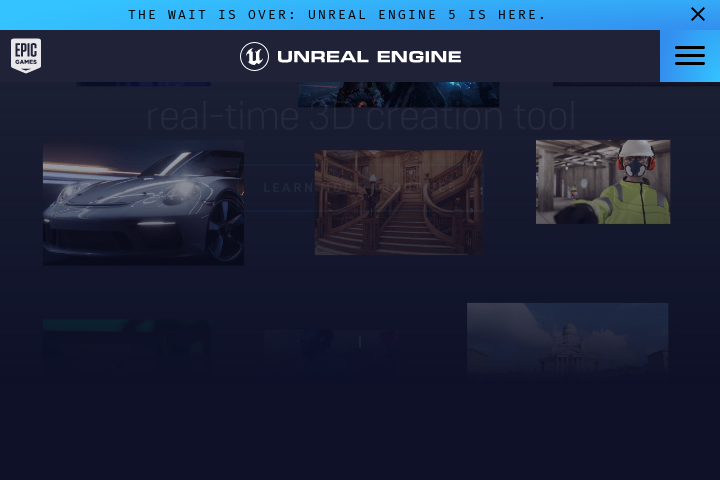 THE WAIT IS OVER: UNREAL ENGINE 5 IS HERE.
EPIC
GAMES
UNREAL ENGINE
real-time 3D creation tool
LEARN MORE